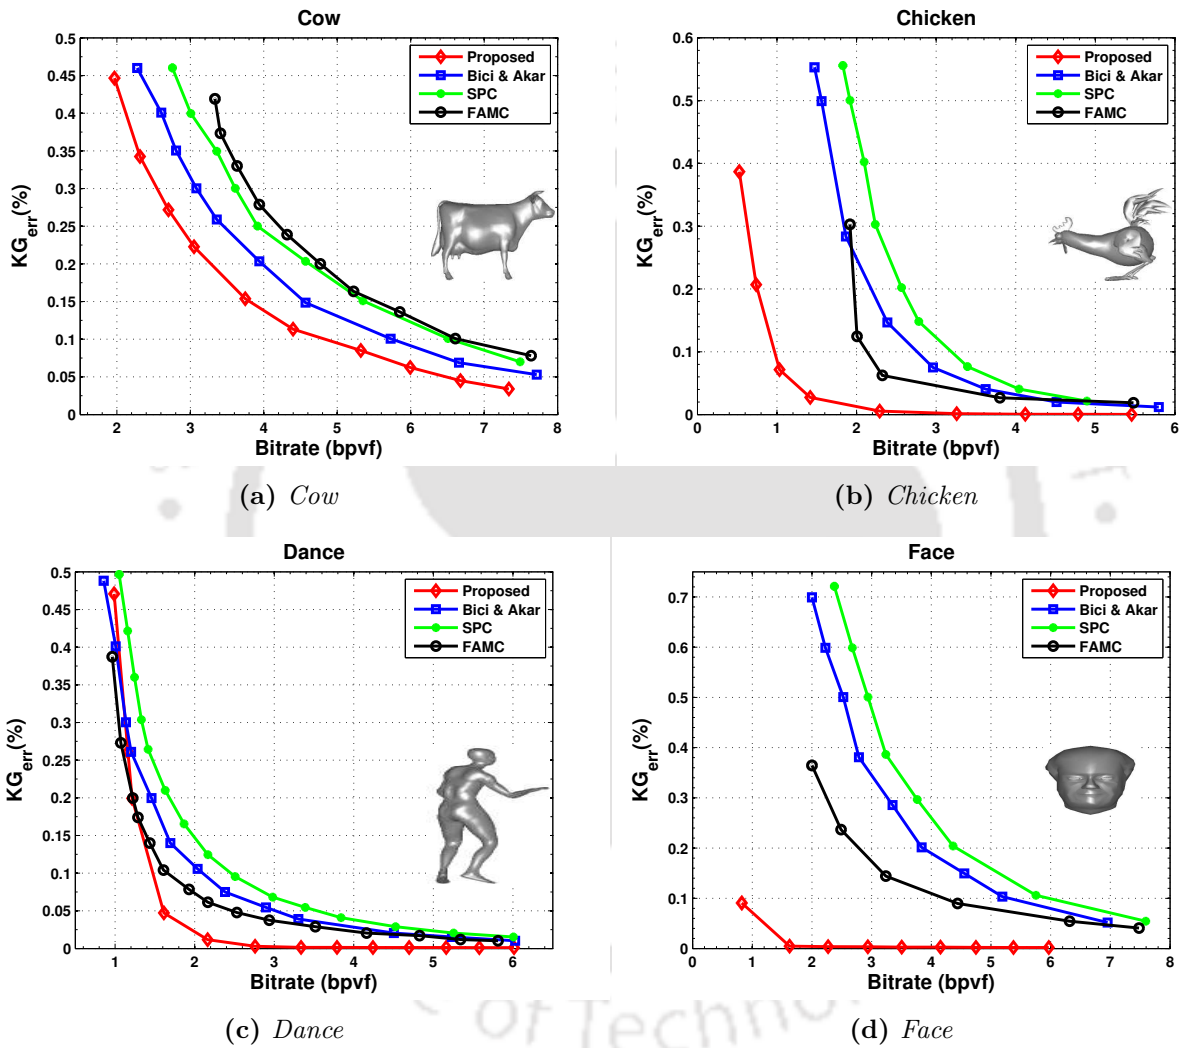 Cow
KG_err(%)
0.5
0.45
0.4
0.35
0.3
0.25
0.2
0.15
0.1
0.05
0
2 3 4 5 6 7 8
Bitrate (bpvf)
Proposed
Bici & Akar
SPC
FAMC
(a) Cow
Chicken
KG_err(%)
0.6
0.5
0.4
0.3
0.2
0.1
0
0 1 2 3 4 5 6
Bitrate (bpvf)
Proposed
Bici & Akar
SPC
FAMC
(b) Chicken
Dance
KG_err(%)
0.5
0.45
0.4
0.35
0.3
0.25
0.2
0.15
0.1
0.05
0
1 2 3 4 5 6
Bitrate (bpvf)
Proposed
Bici & Akar
SPC
FAMC
(c) Dance
Face
KG_err(%)
0.7
0.6
0.5
0.4
0.3
0.2
0.1
0
0 1 2 3 4 5 6 7 8
Bitrate (bpvf)
Proposed
Bici & Akar
SPC
FAMC
(d) Face
of Techno